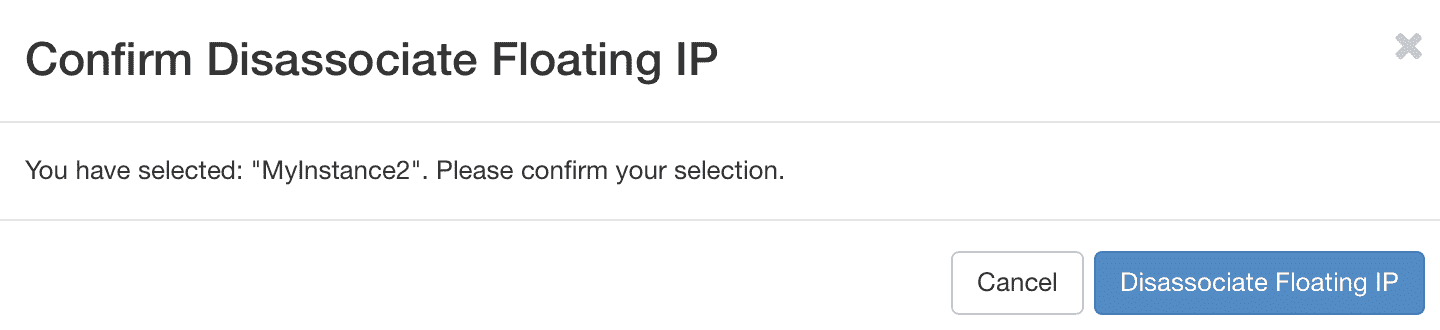 Confirm Disassociate Floating IP
You have selected: "MyInstance2". Please confirm your selection.
Cancel
Disassociate Floating IP